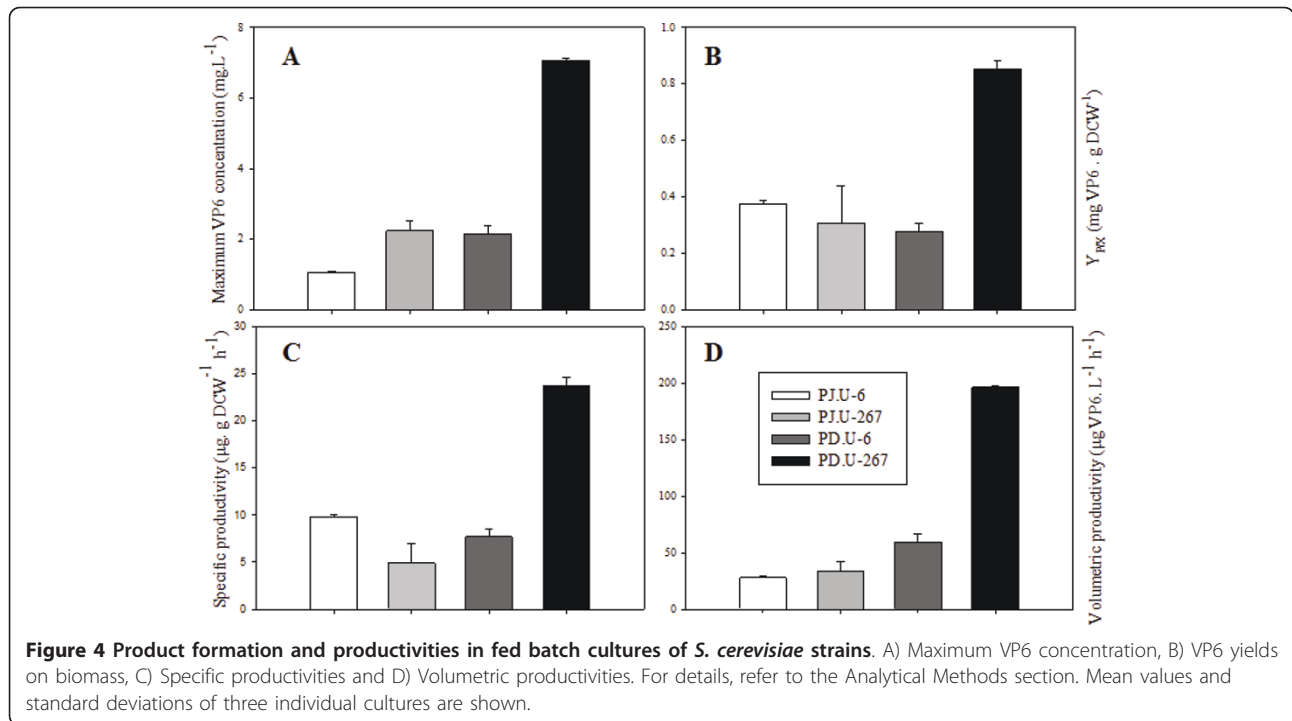 A
Maximum VP6 concentration (mg.L⁻¹)
8
6
4
2
0
B
1.0
0.8
0.6
0.4
0.2
0.0
Y_P/X (mg VP6 . g DCW⁻¹)
C
Specific productivity (µg. g DCW⁻¹ h⁻¹)
30
25
20
15
10
5
0
D
250
200
150
100
50
0
Volumetric productivity (µg VP6. L⁻¹ h⁻¹)
PJ.U-6
PJ.U-267
PD.U-6
PD.U-267
Figure 4 Product formation and productivities in fed batch cultures of S. cerevisiae strains. A) Maximum VP6 concentration, B) VP6 yields
on biomass, C) Specific productivities and D) Volumetric productivities. For details, refer to the Analytical Methods section. Mean values and
standard deviations of three individual cultures are shown.